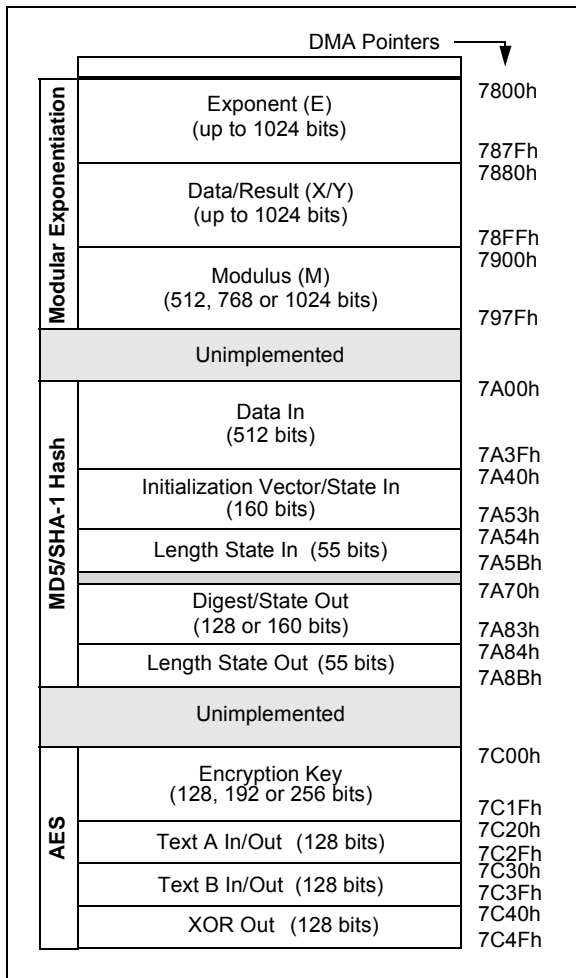 DMA Pointers
Modular Exponentiation
Exponent (E)
(up to 1024 bits)
7800h
787Fh
Data/Result (X/Y)
(up to 1024 bits)
7880h
78FFh
Modulus (M)
(512, 768 or 1024 bits)
7900h
797Fh
Unimplemented
MD5/SHA-1 Hash
Data In
(512 bits)
7A00h
7A3Fh
Initialization Vector/State In
(160 bits)
7A40h
7A53h
Length State In (55 bits)
7A54h
7A5Bh
Digest/State Out
(128 or 160 bits)
7A70h
7A83h
Length State Out (55 bits)
7A84h
7A8Bh
Unimplemented
AES
Encryption Key
(128, 192 or 256 bits)
7C00h
7C1Fh
Text A In/Out (128 bits)
7C20h
7C2Fh
Text B In/Out (128 bits)
7C30h
7C3Fh
XOR Out (128 bits)
7C40h
7C4Fh